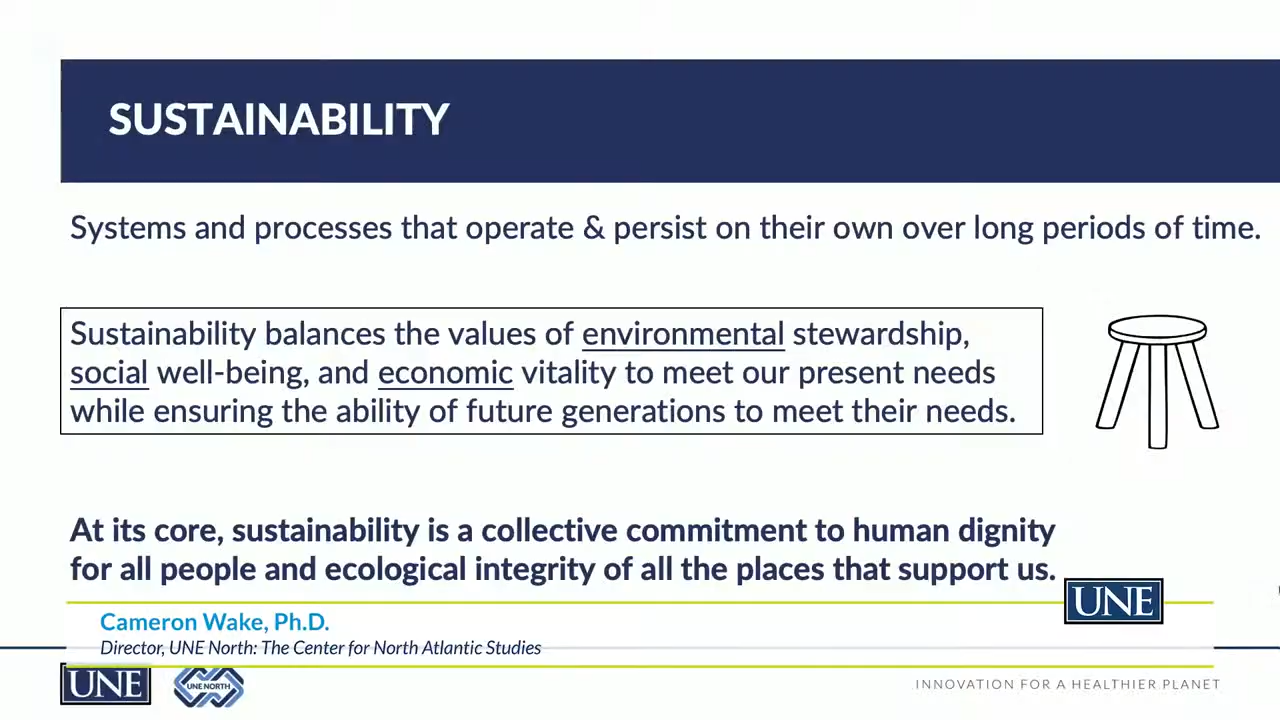 SUSTAINABILITY
Systems and processes that operate & persist on their own over long periods of time.
Sustainability balances the values of environmental stewardship,
social well-being, and economic vitality to meet our present needs
while ensuring the ability of future generations to meet their needs.
At its core, sustainability is a collective commitment to human dignity
for all people and ecological integrity of all the places that support us.
UNE
Cameron Wake, Ph.D.
Director, UNE North: The Center for North Atlantic Studies
UNE
UNE NORTH
INNOVATION FOR A HEALTHIER PLANET